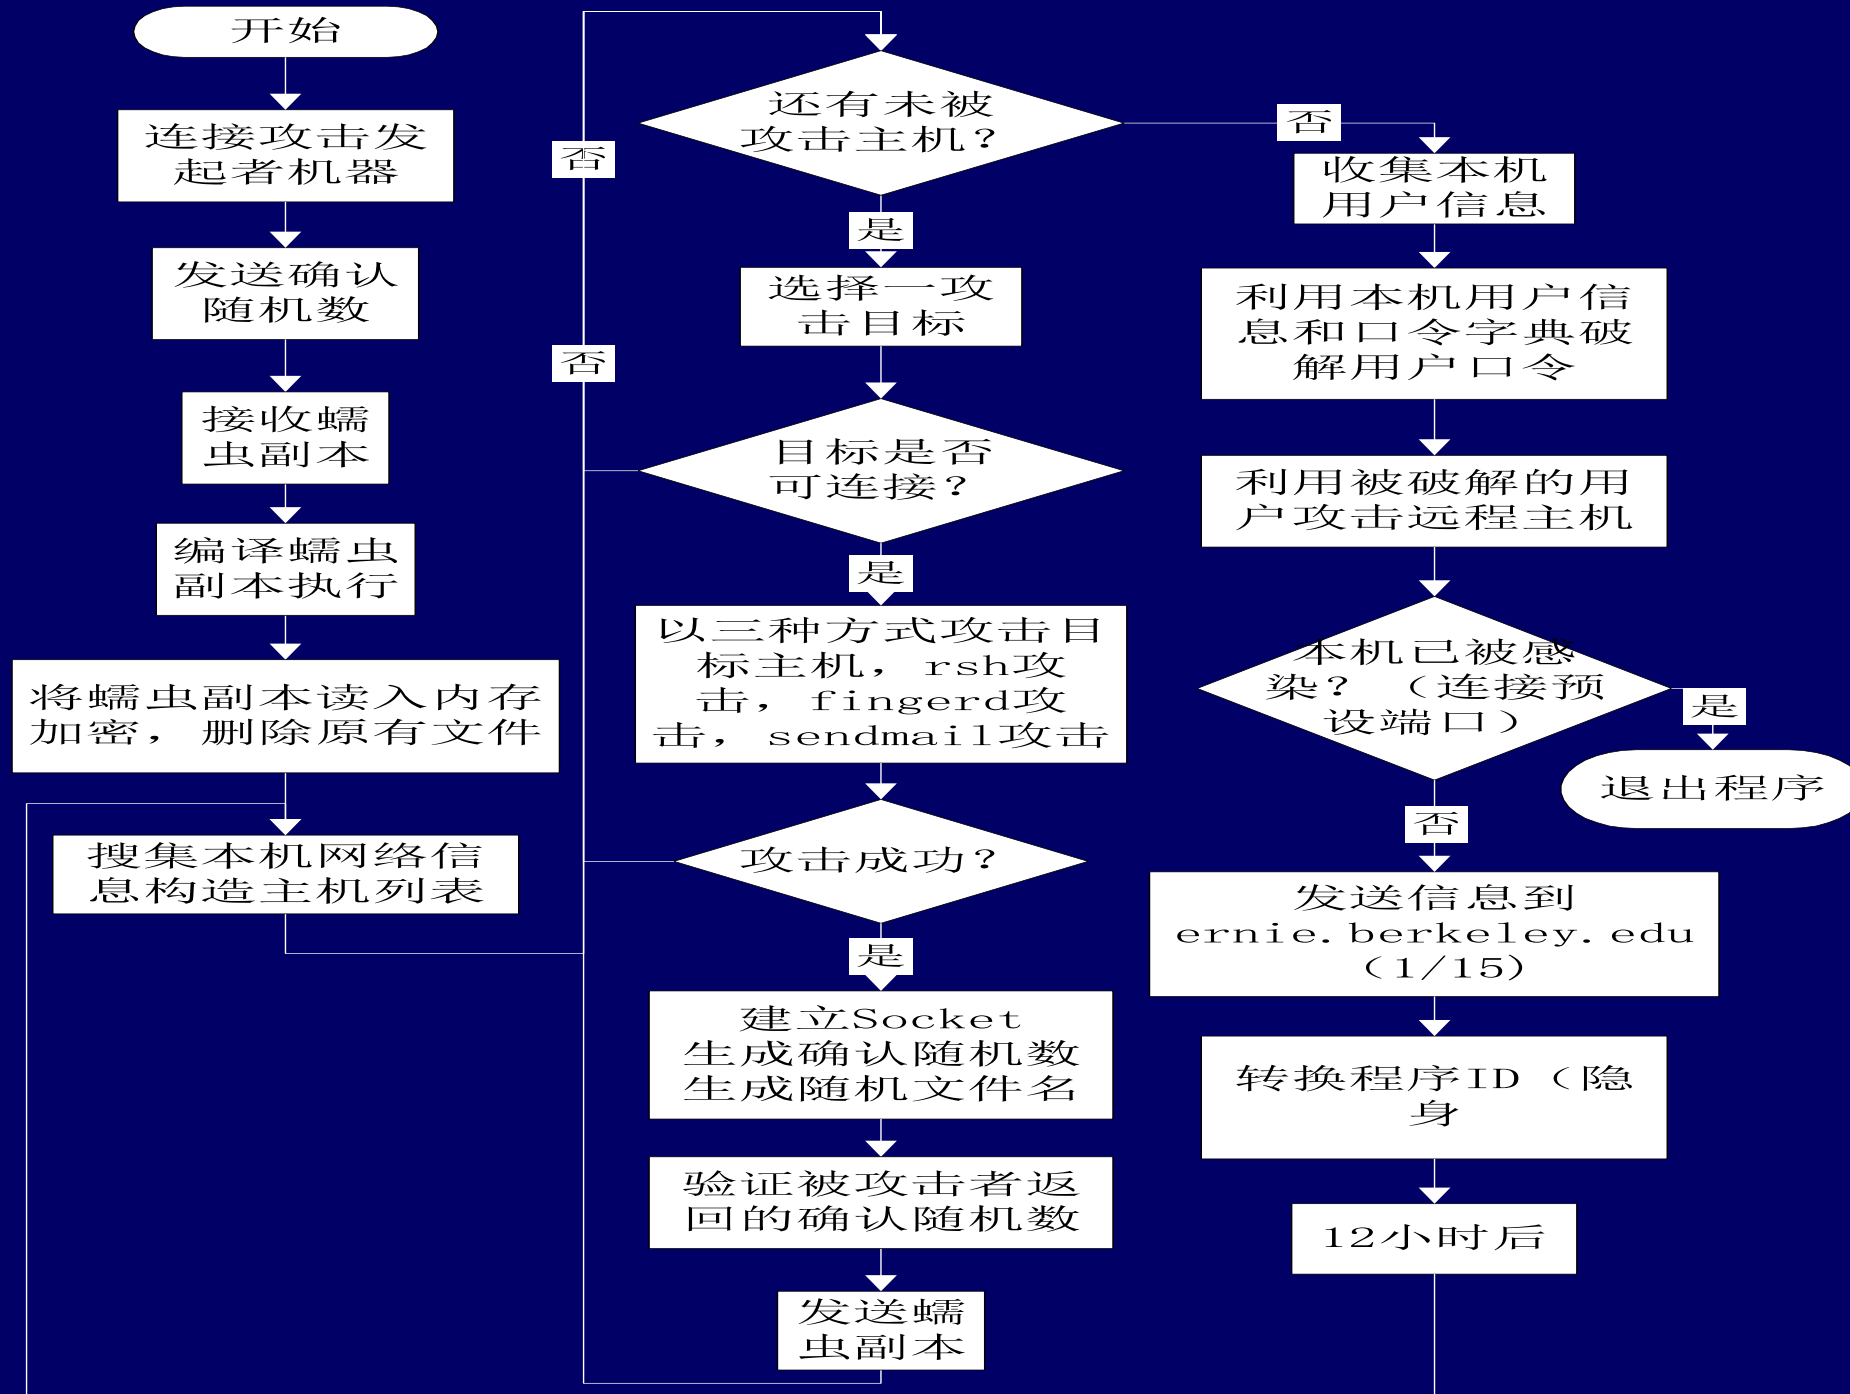 开始
连接攻击发
起者机器
发送确认
随机数
接收蠕
虫副本
编译蠕虫
副本执行
将蠕虫副本读入内存
加密，删除原有文件
搜集本机网络信
息构造主机列表
否
否
还有未被
攻击主机?
是
选择一攻
击目标
目标是否
可连接?
是
以三种方式攻击目
标主机，rsh攻
击，fingerd攻
击，sendmail攻击
攻击成功?
是
建立Socket
生成确认随机数
生成随机文件名
验证被攻击者返
回的确认随机数
发送蠕
虫副本
否
收集本机
用户信息
利用本机用户信
息和口令字典破
解用户口令
利用被破解的用
户攻击远程主机
本机已被感
染?（连接预
设端口）
是
退出程序
否
发送信息到
ernie.berkeley.edu
（1/15）
转换程序ID（隐
身
12小时后